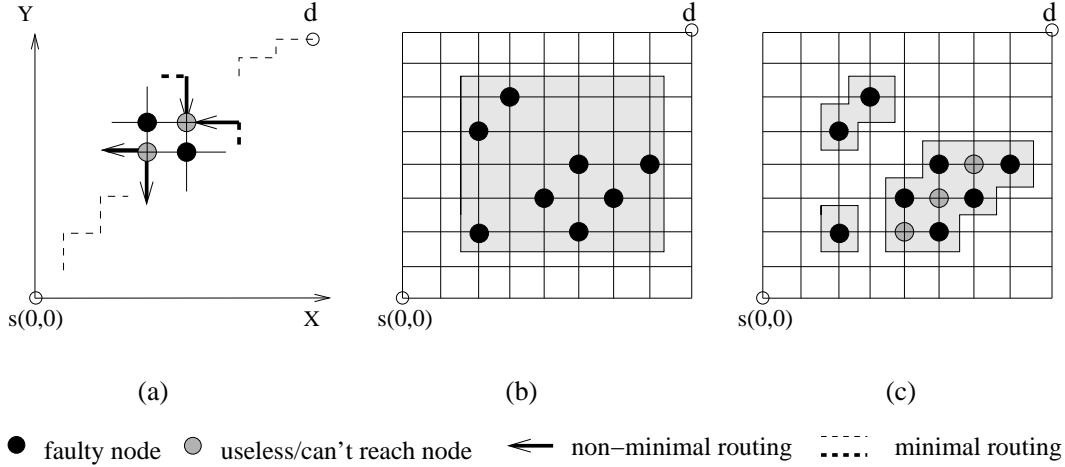 Y
d
s(0,0)
X
d
s(0,0)
d
s(0,0)
(a)
(b)
(c)
faulty node
useless/can't reach node
non−minimal routing
minimal routing